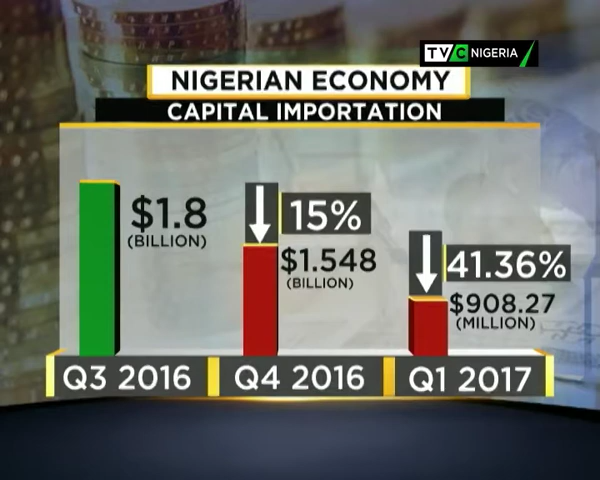 TVC NIGERIA
NIGERIAN ECONOMY
CAPITAL IMPORTATION
$1.8
(BILLION)
15%
$1.548
(BILLION)
41.36%
$908.27
(MILLION)
Q3 2016
Q4 2016
Q1 2017